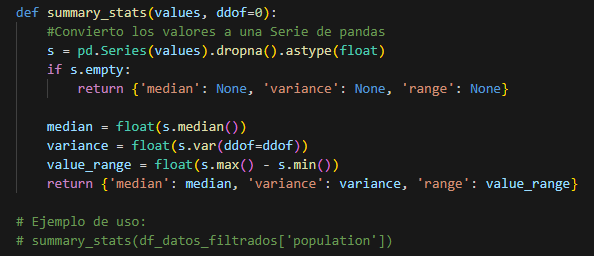 def summary_stats(values, ddof=0):
    #Convierto los valores a una Serie de pandas
    s = pd.Series(values).dropna().astype(float)
    if s.empty:
        return {'median': None, 'variance': None, 'range': None}

    median = float(s.median())
    variance = float(s.var(ddof=ddof))
    value_range = float(s.max() - s.min())
    return {'median': median, 'variance': variance, 'range': value_range}

# Ejemplo de uso:
# summary_stats(df_datos_filtrados['population'])